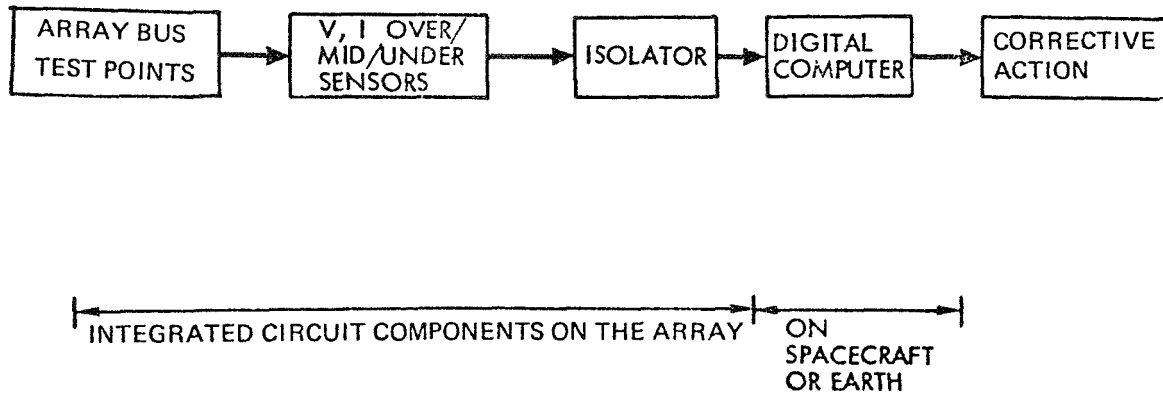 ARRAY BUS
TEST POINTS
V, I OVER/
MID/UNDER
SENSORS
ISOLATOR
DIGITAL
COMPUTER
CORRECTIVE
ACTION
INTEGRATED CIRCUIT COMPONENTS ON THE ARRAY
ON
SPACECRAFT
OR EARTH